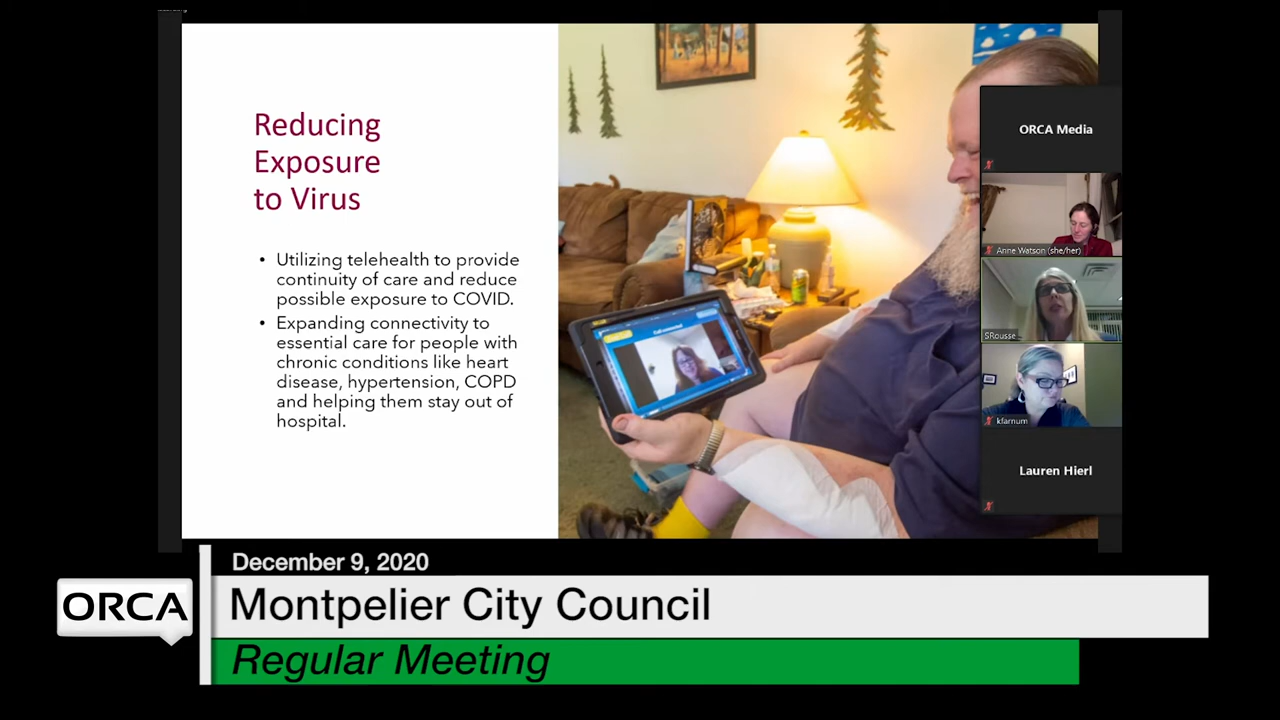 Reducing
Exposure
to Virus
• Utilizing telehealth to provide
continuity of care and reduce
possible exposure to COVID.
• Expanding connectivity to
essential care for people with
chronic conditions like heart
disease, hypertension, COPD
and helping them stay out of
hospital.
ORCA Media
Anne Watson (she/her)
SRousse
kfarnum
Lauren Hierl
December 9, 2020
ORCA
Montpelier City Council
Regular Meeting